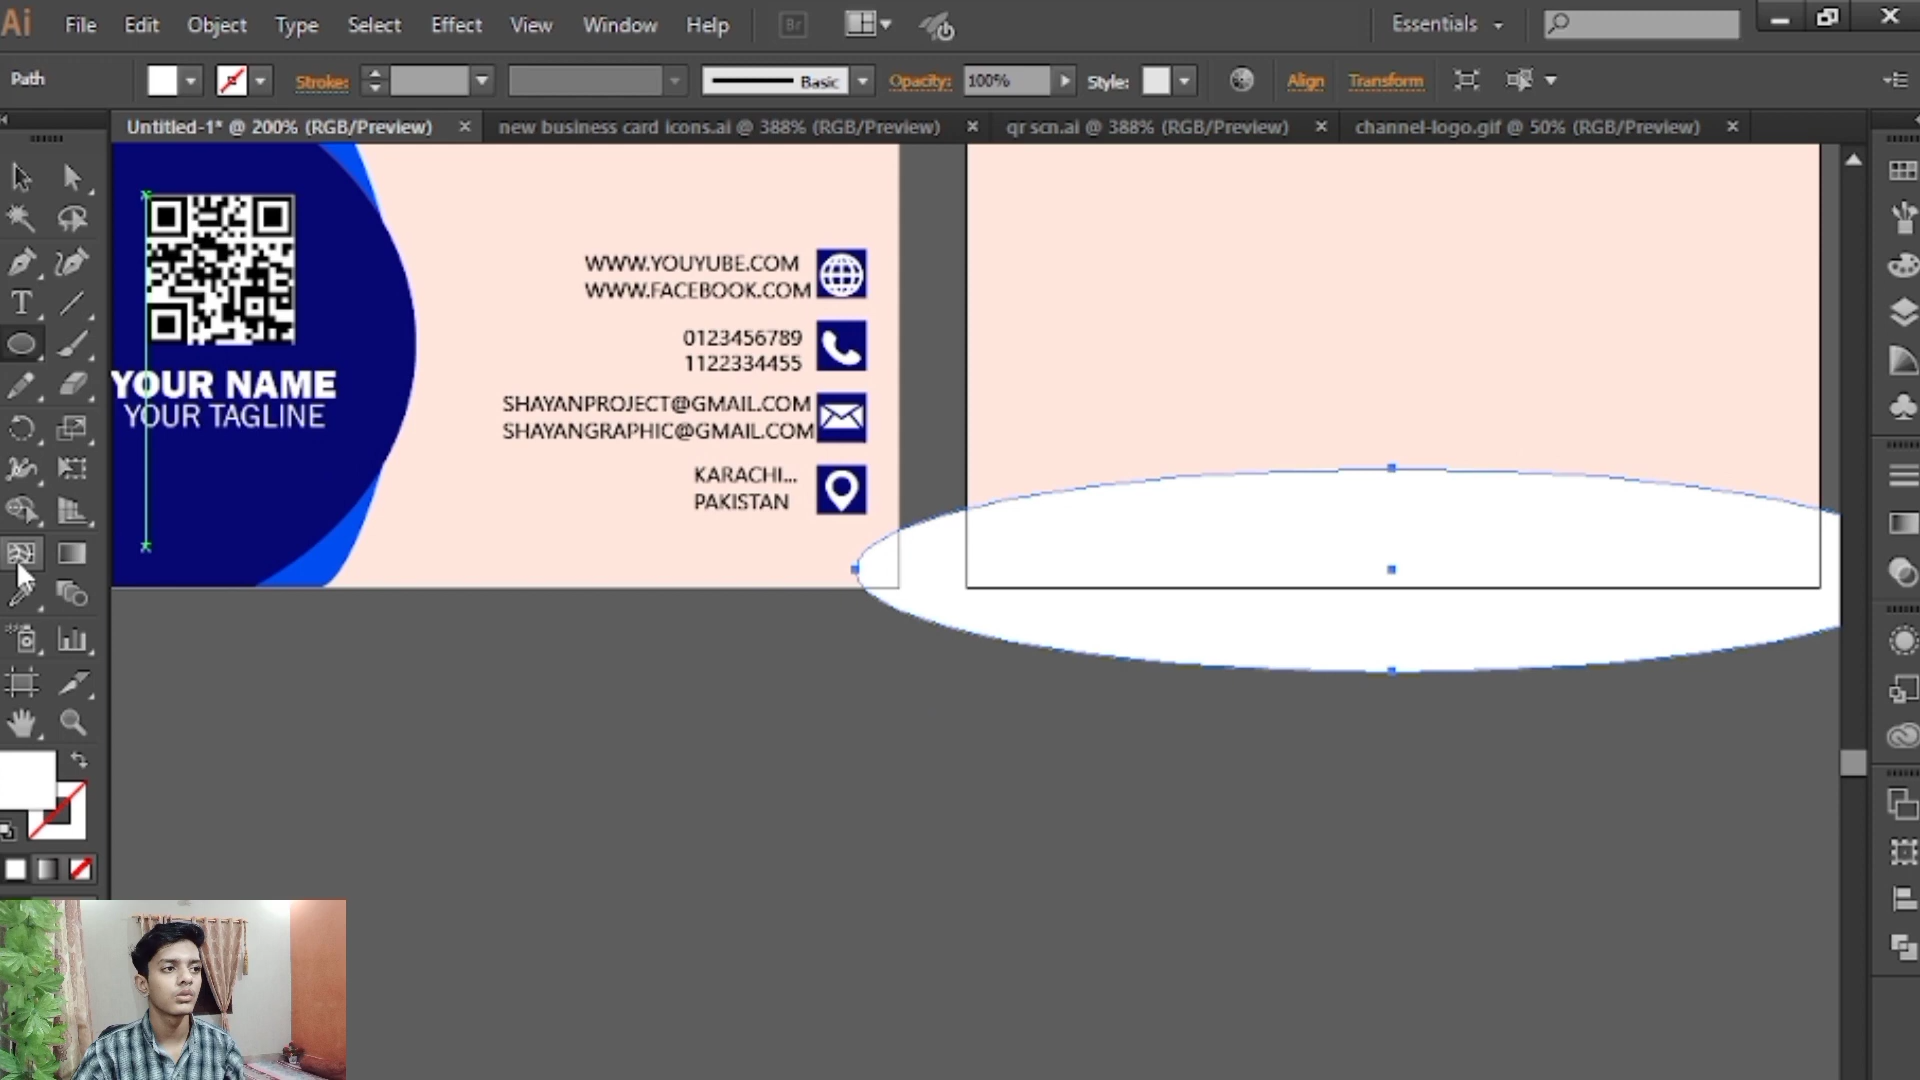 Ai File Edit Object Type Select Effect View Window Help Br Essentials
Path Stroke: Basic Opacity: 100% Style: Align Transform
Untitled-1* @ 200% (RGB/Preview) new business card icons.ai @ 388% (RGB/Preview) qr scn.ai @ 388% (RGB/Preview) channel-logo.gif @ 50% (RGB/Preview)
WWW.YOUYUBE.COM
WWW.FACEBOOK.COM
0123456789
1122334455
YOUR NAME
YOUR TAGLINE
SHAYANPROJECT@GMAIL.COM
SHAYANGRAPHIC@GMAIL.COM
KARACHI...
PAKISTAN